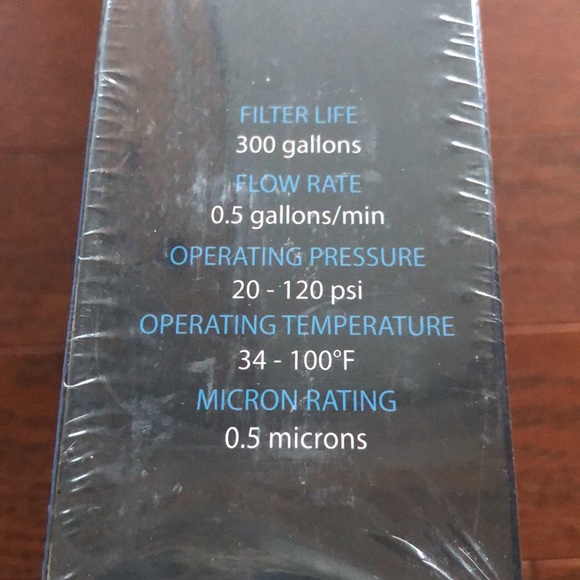 FILTER LIFE
300 gallons
FLOW RATE
0.5 gallons/min
OPERATING PRESSURE
20 - 120 psi
OPERATING TEMPERATURE
34 - 100°F
MICRON RATING
0.5 microns